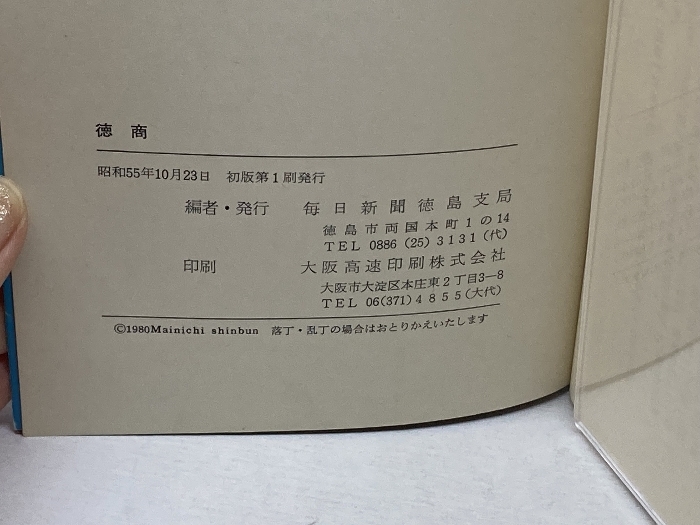 徳商
昭和55年10月23日 初版第1刷発行
編者・発行 毎日新聞徳島支局
徳島市両国本町1の14
TEL 0886 (25) 3131 (代)
印刷 大阪高速印刷株式会社
大阪市大淀区本庄東2丁目3―8
TEL 06(371)4855(大代)
©1980Mainichi shinbun 落丁・乱丁の場合はおとりかえいたします